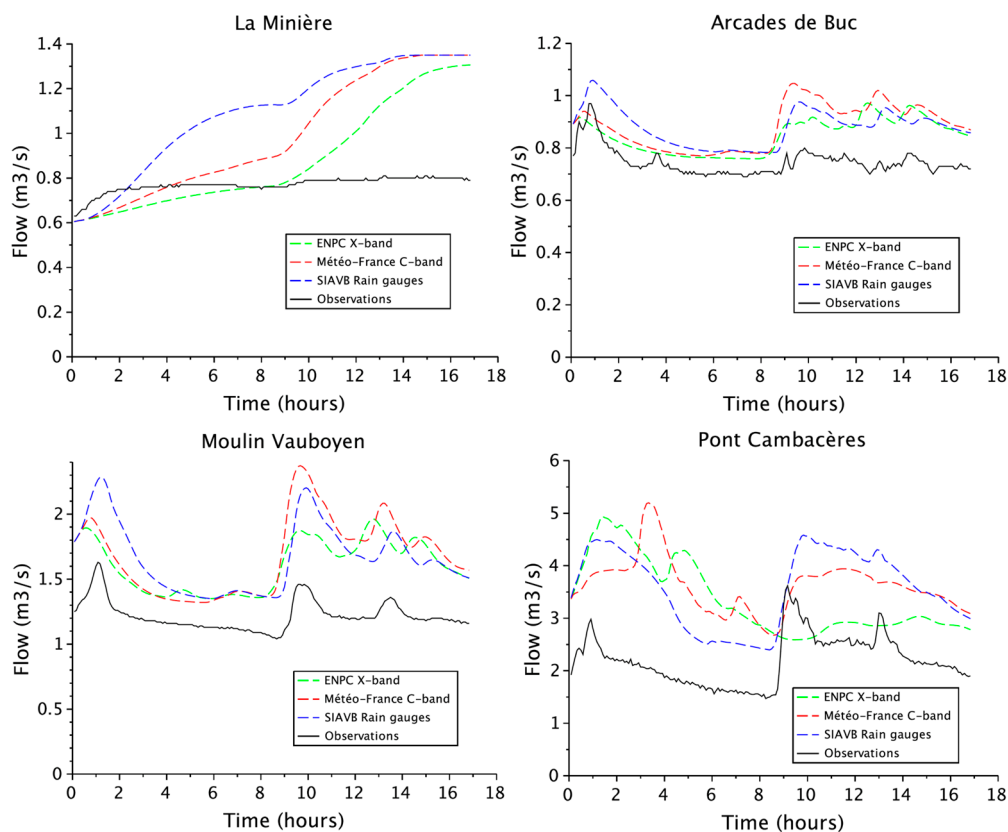 La Minière
Flow (m3/s)
1.4
1.2
1
0.8
0.6
0.4
0.2
0
0 2 4 6 8 10 12 14 16 18
Time (hours)
ENPC X-band
Météo-France C-band
SIAVB Rain gauges
Observations
Arcades de Buc
Flow (m3/s)
1.2
1
0.8
0.6
0.4
0.2
0
0 2 4 6 8 10 12 14 16 18
Time (hours)
ENPC X-band
Météo-France C-band
SIAVB Rain gauges
Observations
Moulin Vauboyen
Flow (m3/s)
2
1.5
1
0.5
0
0 2 4 6 8 10 12 14 16 18
Time (hours)
ENPC X-band
Météo-France C-band
SIAVB Rain gauges
Observations
Pont Cambacères
Flow (m3/s)
6
5
4
3
2
1
0
0 2 4 6 8 10 12 14 16 18
Time (hours)
ENPC X-band
Météo-France C-band
SIAVB Rain gauges
Observations